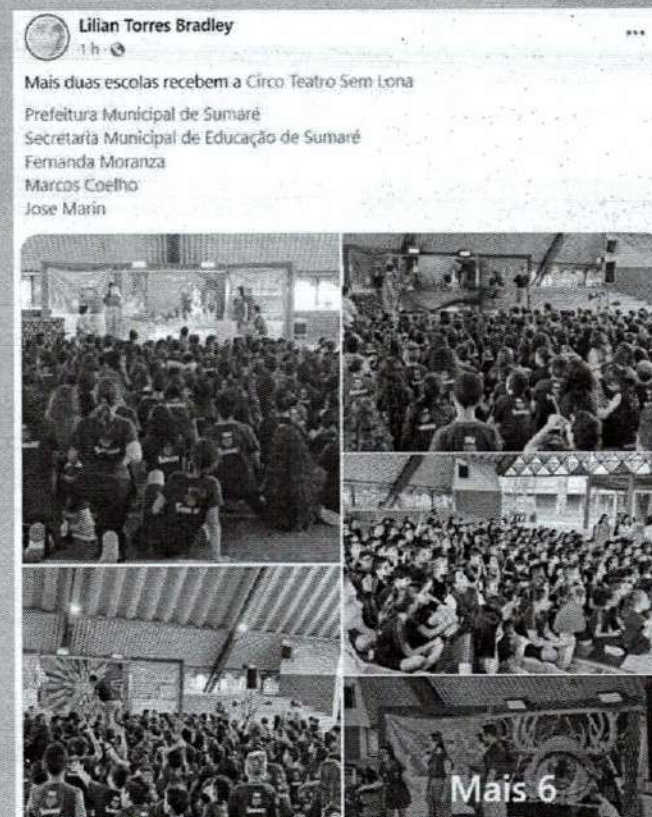 Lilian Torres Bradley
1 h
Mais duas escolas recebem a Circo Teatro Sem Lona
Prefeitura Municipal de Sumaré
Secretaria Municipal de Educação de Sumaré
Fernanda Moranza
Marcos Coelho
Jose Marin
Mais 6